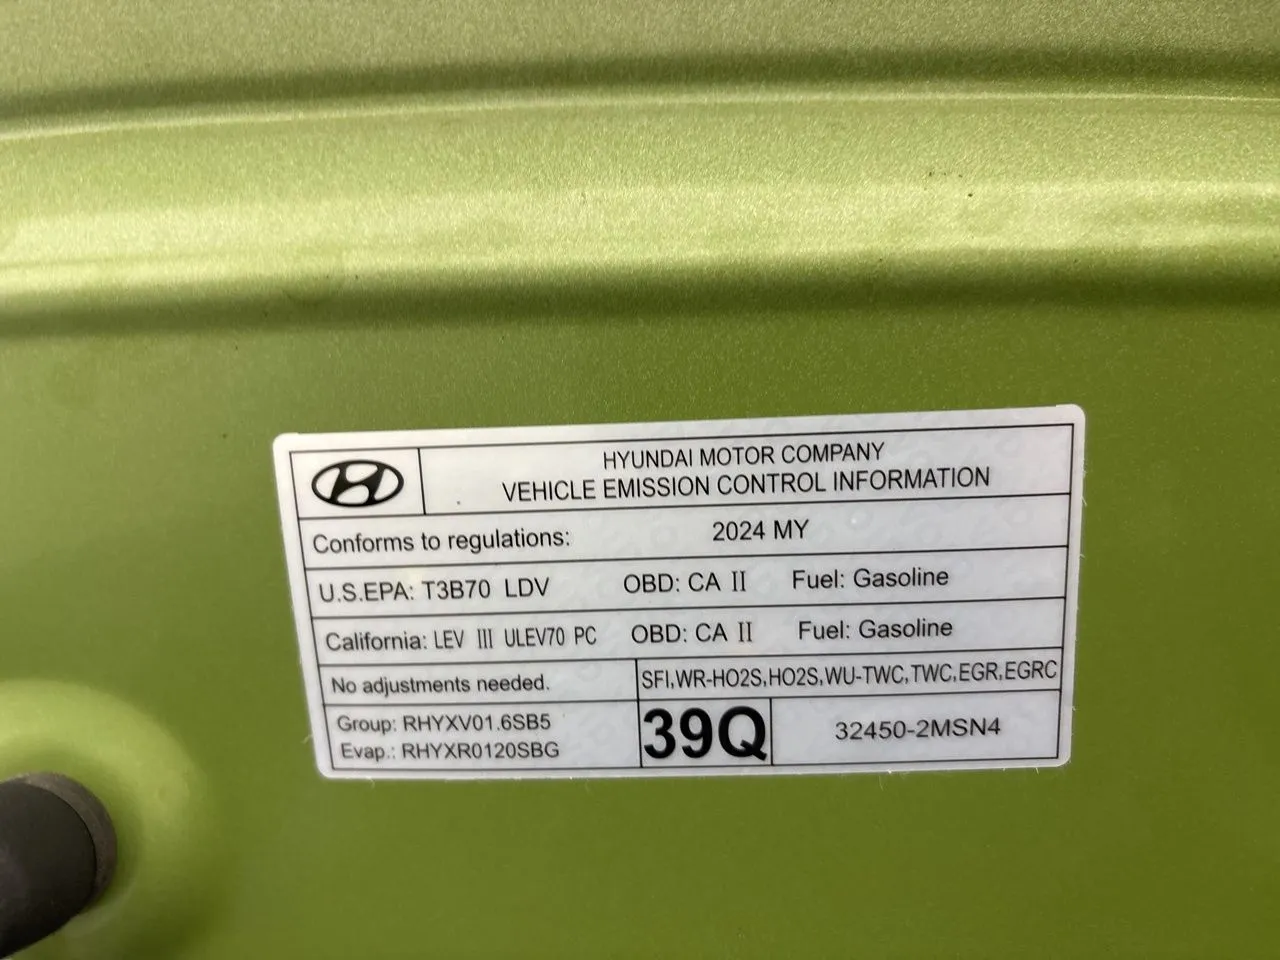 HYUNDAI MOTOR COMPANY
VEHICLE EMISSION CONTROL INFORMATION
Conforms to regulations: 2024 MY
U.S.EPA: T3B70 LDV OBD: CA II Fuel: Gasoline
California: LEV III ULEV70 PC OBD: CA II Fuel: Gasoline
No adjustments needed. SFI,WR-HO2S,HO2S,WU-TWC,TWC,EGR,EGRC
Group: RHYXV01.6SB5
Evap.: RHYXR0120SBG
39Q
32450-2MSN4